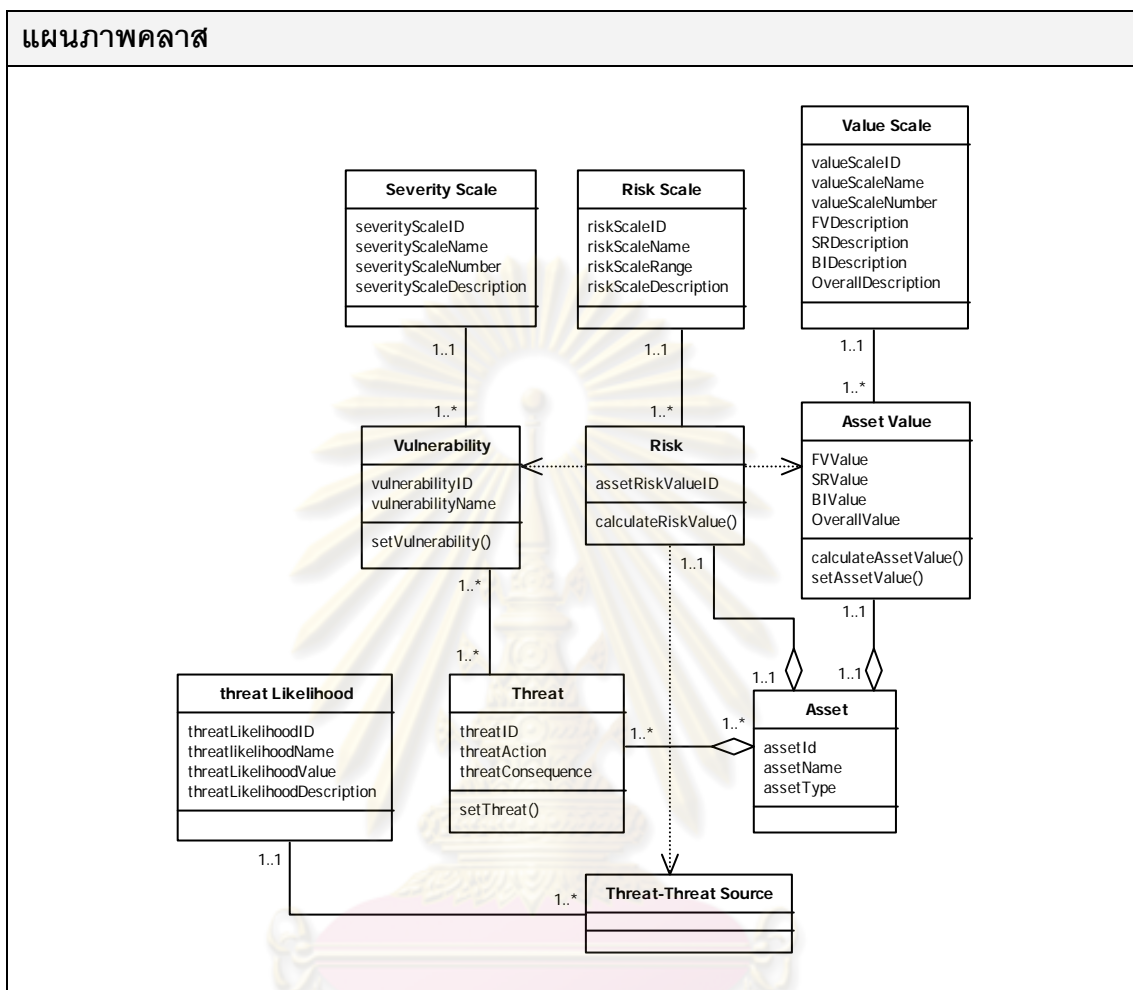 แผนภาพคลาส
Value Scale
valueScaleID
valueScaleName
valueScaleNumber
FVDescription
SRDescription
BIDescription
OverallDescription
Severity Scale
severityScaleID
severityScaleName
severityScaleNumber
severityScaleDescription
Risk Scale
riskScaleID
riskScaleName
riskScaleRange
riskScaleDescription
1..1
1..1
1..1
1..*
1..*
1..*
Vulnerability
vulnerabilityID
vulnerabilityName
setVulnerability()
Risk
assetRiskValueID
calculateRiskValue()
Asset Value
FVValue
SRValue
BIValue
OverallValue
calculateAssetValue()
setAssetValue()
1..*
1..1
1..1
1..*
1..1
1..1
threat Likelihood
threatLikelihoodID
threatlikelihoodName
threatLikelihoodValue
threatLikelihoodDescription
Threat
threatID
threatAction
threatConsequence
setThreat()
1..*
1..*
Asset
assetId
assetName
assetType
1..1
1..*
Threat-Threat Source